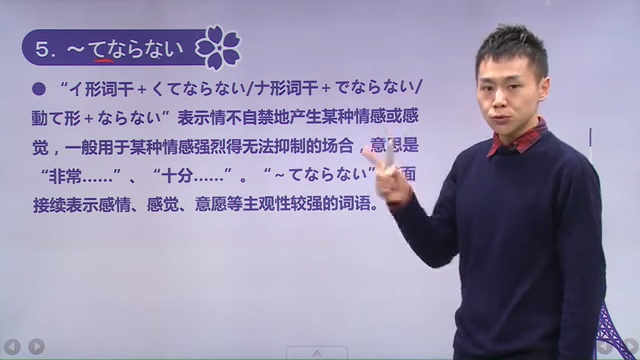 5. ～てならない
● “イ形词干＋くてならない/ナ形词干＋でならない/
動て形＋ならない”表示情不自禁地产生某种情感或感
觉，一般用于某种情感强烈得无法抑制的场合，意思是
“非常……”、“十分……”。“～てならない”面
接续表示感情、感觉、意愿等主观性较强的词语。